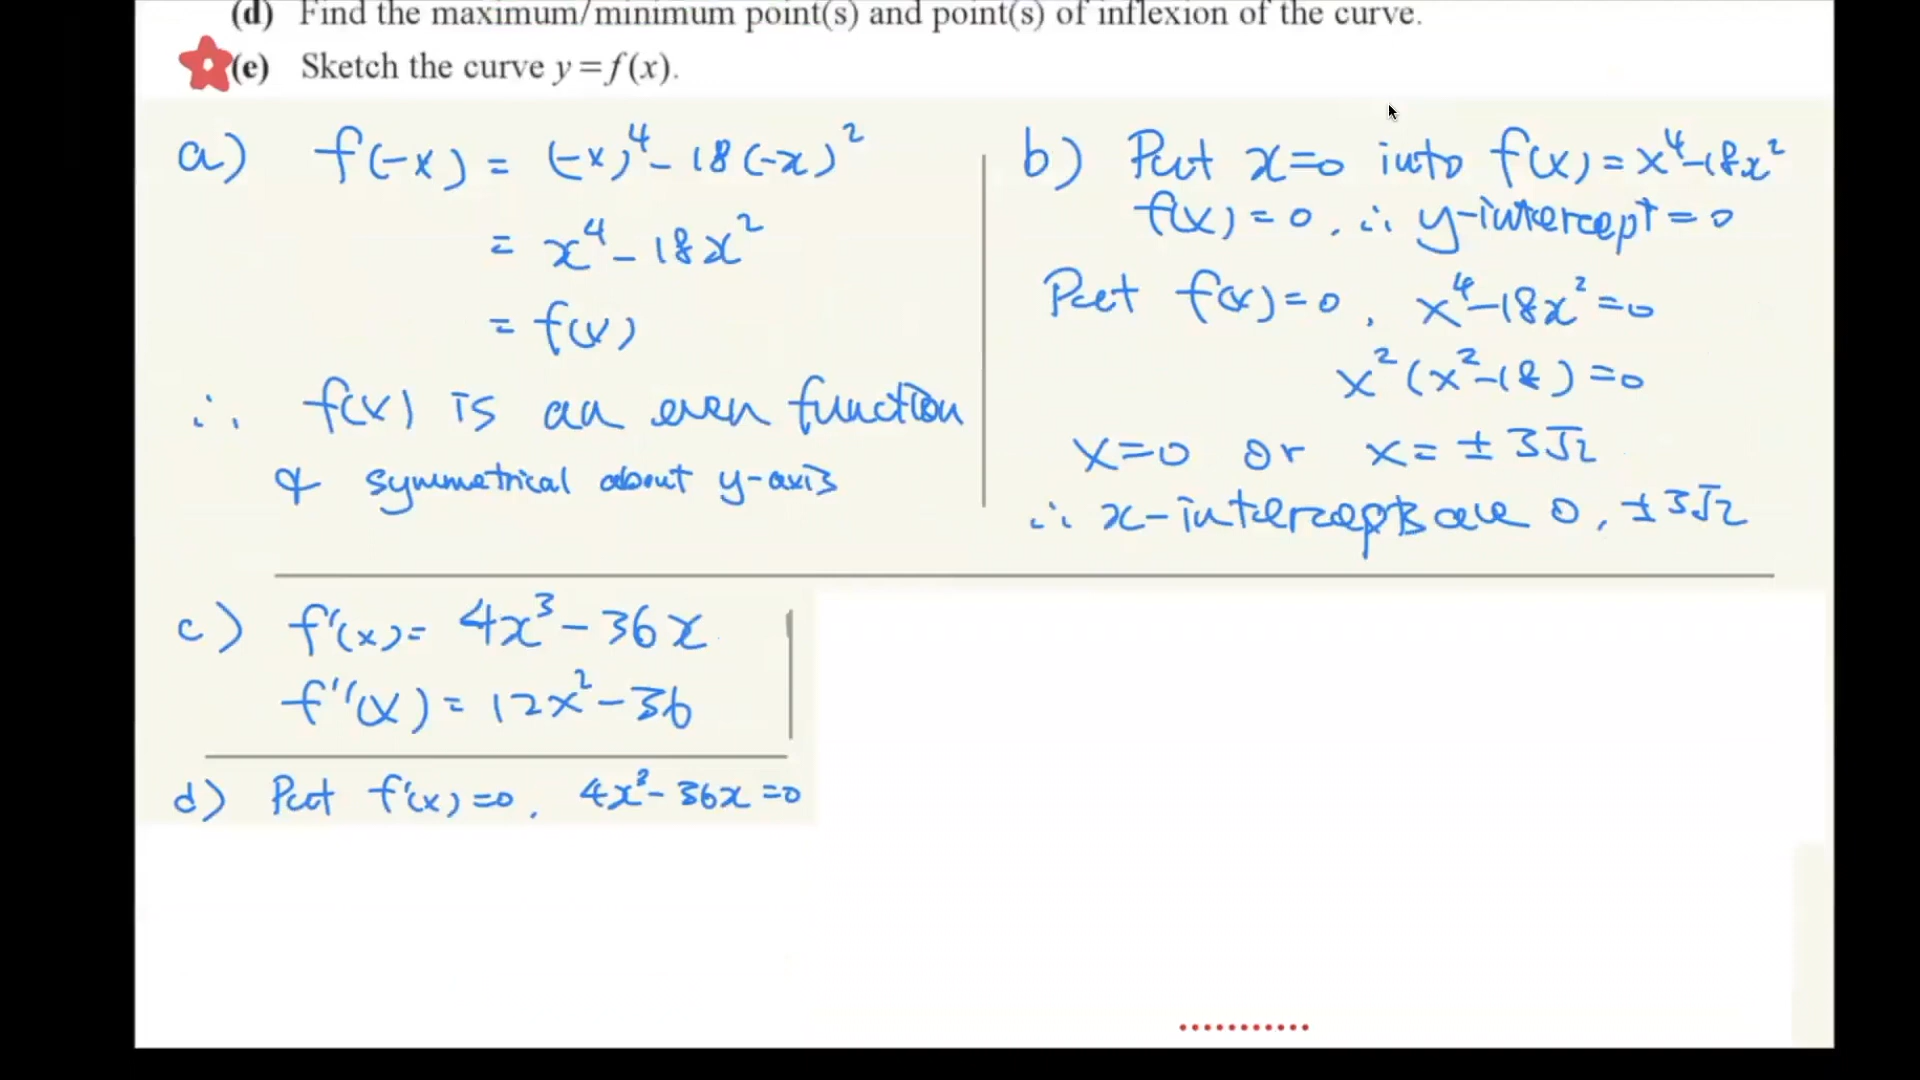 (d) Find the maximum/minimum point(s) and point(s) of inflexion of the curve.
(e) Sketch the curve y = f(x).
a) f(-x) = (-x)⁴ - 18(-x)²
= x⁴ - 18x²
= f(x)
∴ f(x) is an even function
& symmetrical about y-axis
b) Put x=0 into f(x) = x⁴-18x²
f(x) = 0, ∴ y-intercept = 0
Put f(x) = 0, x⁴-18x² = 0
x²(x²-18) = 0
x=0 or x = ±3√2
∴ x-intercepts are 0, ±3√2
c) f'(x) = 4x³ - 36x
f''(x) = 12x² - 36
d) Put f'(x) = 0, 4x³ - 36x = 0